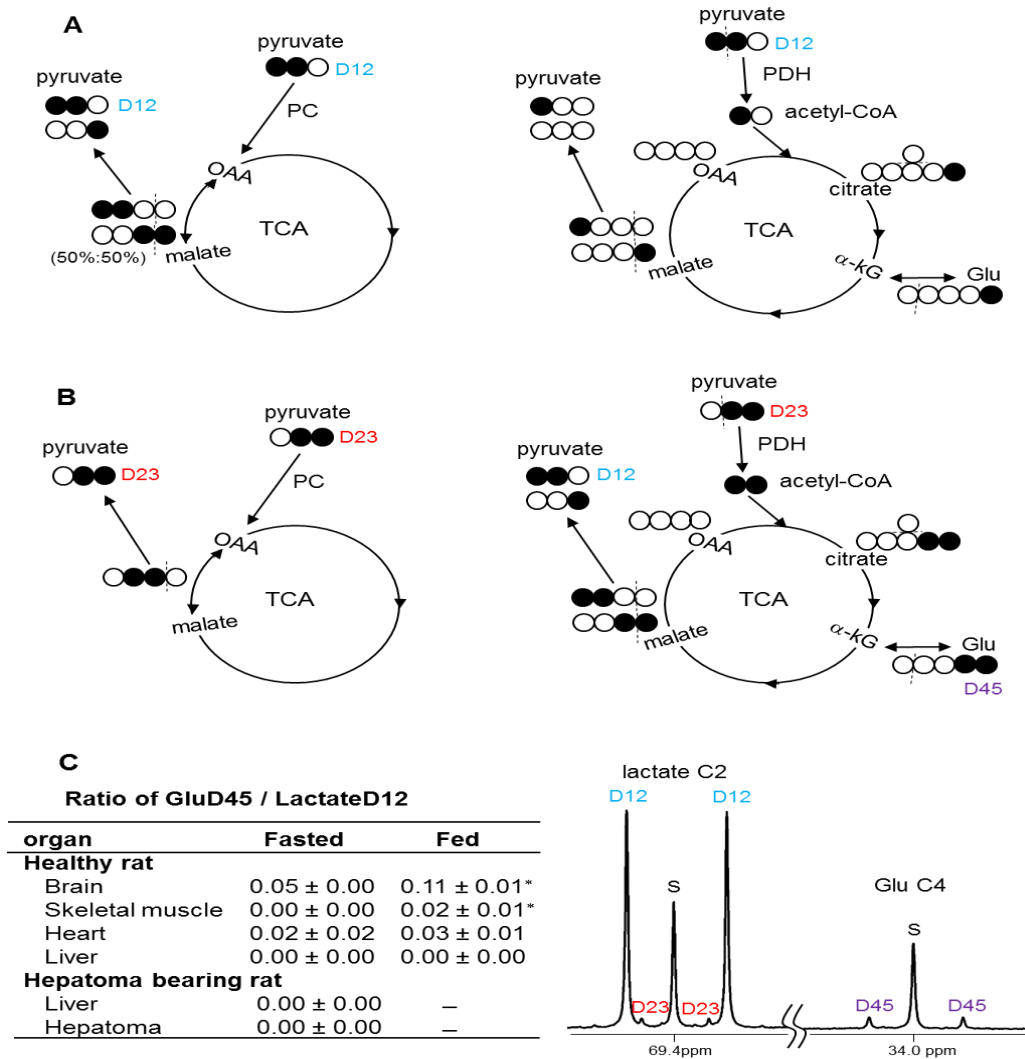 A
pyruvate
D12
PC
pyruvate
D12
OAA
TCA
malate
(50%:50%)
pyruvate
D12
PDH
acetyl-CoA
pyruvate
OAA
citrate
TCA
malate
α-kG
Glu
B
pyruvate
D23
PC
pyruvate
D23
OAA
TCA
malate
pyruvate
D23
PDH
acetyl-CoA
pyruvate
D12
OAA
citrate
TCA
malate
α-kG
Glu
D45
C
Ratio of GluD45 / LactateD12
organ Fasted Fed
Healthy rat
Brain 0.05 ± 0.00 0.11 ± 0.01*
Skeletal muscle 0.00 ± 0.00 0.02 ± 0.01*
Heart 0.02 ± 0.02 0.03 ± 0.01
Liver 0.00 ± 0.00 0.00 ± 0.00
Hepatoma bearing rat
Liver 0.00 ± 0.00 –
Hepatoma 0.00 ± 0.00 –
lactate C2
D12 D12
S
D23 D23
69.4ppm
Glu C4
S
D45 D45
34.0 ppm